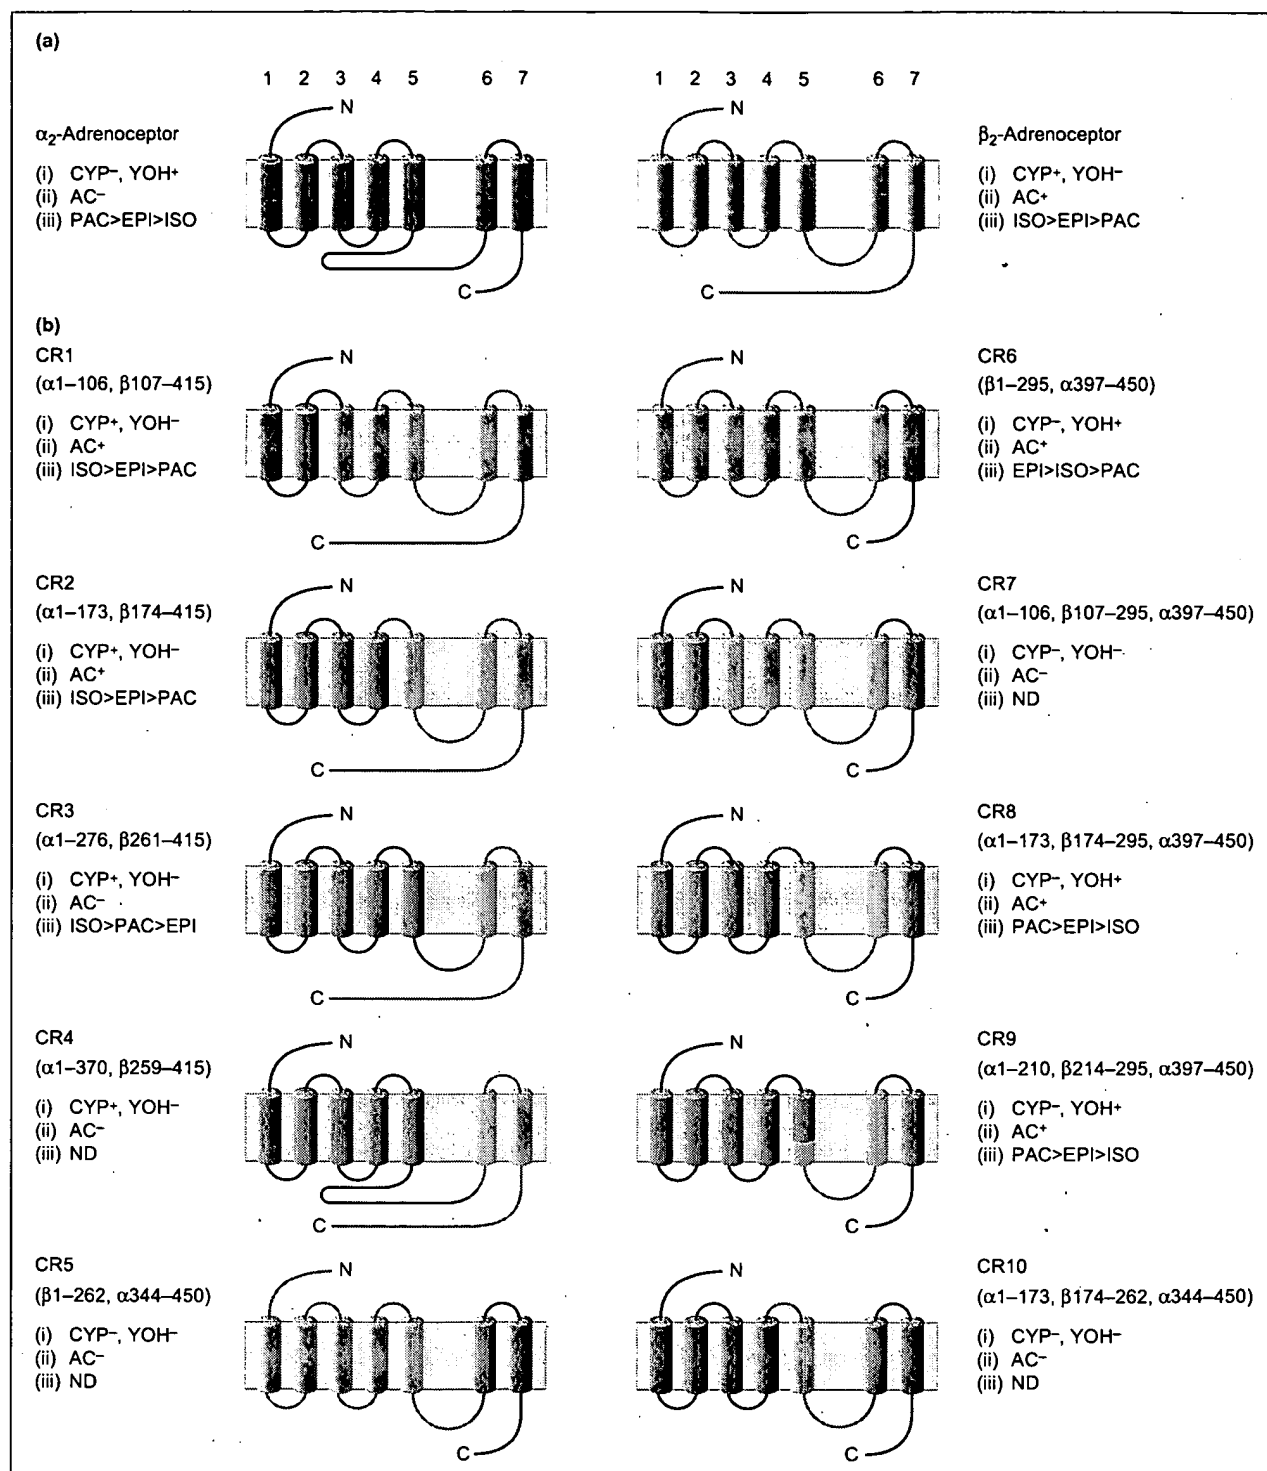 (a)
1 2 3 4 5 6 7
N
α₂-Adrenoceptor
(i) CYP⁻, YOH⁺
(ii) AC⁻
(iii) PAC>EPI>ISO
C
1 2 3 4 5 6 7
N
β₂-Adrenoceptor
(i) CYP⁺, YOH⁻
(ii) AC⁺
(iii) ISO>EPI>PAC
C
(b)
CR1
(α1–106, β107–415)
(i) CYP⁺, YOH⁻
(ii) AC⁺
(iii) ISO>EPI>PAC
N
C
CR6
(β1–295, α397–450)
(i) CYP⁻, YOH⁺
(ii) AC⁺
(iii) EPI>ISO>PAC
N
C
CR2
(α1–173, β174–415)
(i) CYP⁺, YOH⁻
(ii) AC⁺
(iii) ISO>EPI>PAC
N
C
CR7
(α1–106, β107–295, α397–450)
(i) CYP⁻, YOH⁻
(ii) AC⁻
(iii) ND
N
C
CR3
(α1–276, β261–415)
(i) CYP⁺, YOH⁻
(ii) AC⁻
(iii) ISO>PAC>EPI
N
C
CR8
(α1–173, β174–295, α397–450)
(i) CYP⁻, YOH⁺
(ii) AC⁺
(iii) PAC>EPI>ISO
N
C
CR4
(α1–370, β259–415)
(i) CYP⁺, YOH⁻
(ii) AC⁻
(iii) ND
N
C
CR9
(α1–210, β214–295, α397–450)
(i) CYP⁻, YOH⁺
(ii) AC⁺
(iii) PAC>EPI>ISO
N
C
CR5
(β1–262, α344–450)
(i) CYP⁻, YOH⁻
(ii) AC⁻
(iii) ND
N
C
CR10
(α1–173, β174–262, α344–450)
(i) CYP⁻, YOH⁻
(ii) AC⁻
(iii) ND
N
C